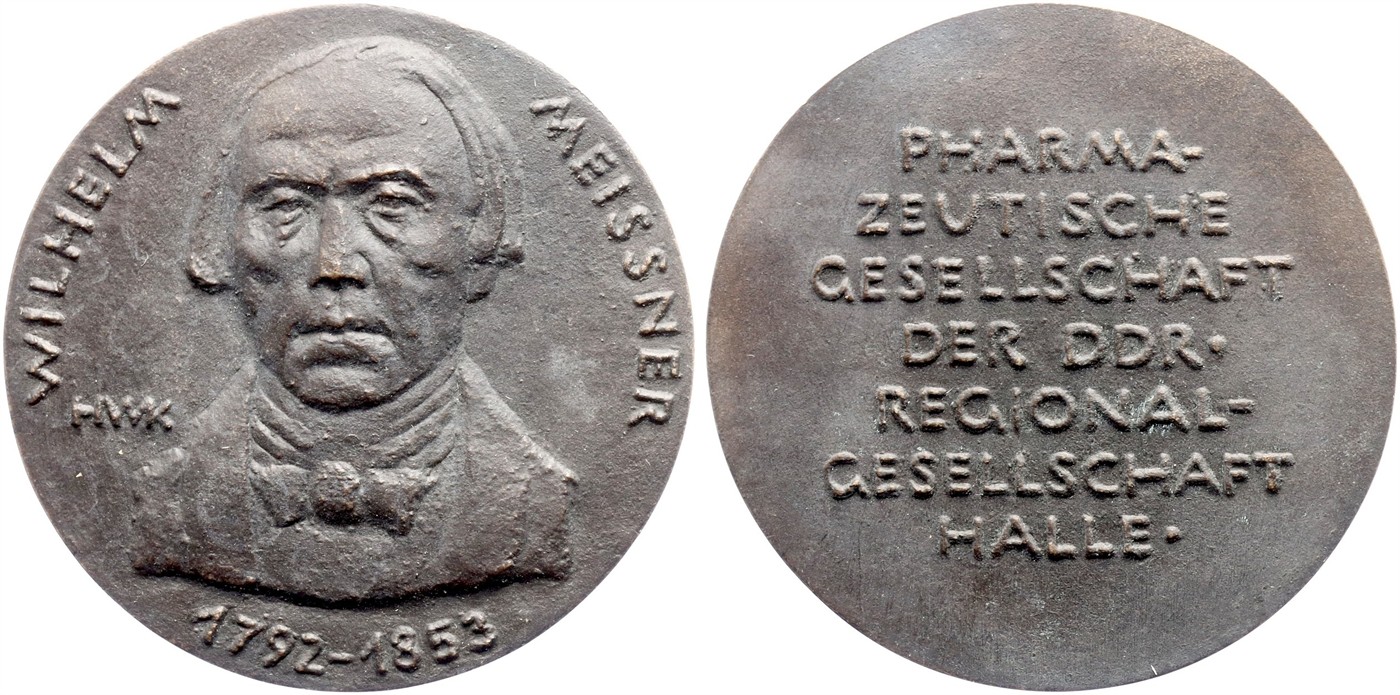 WILHELM MEISSNER
HWK
1792-1853
PHARMA-
ZEUTISCHE
GESELLSCHAFT
DER DDR·
REGIONAL-
GESELLSCHAFT
HALLE·